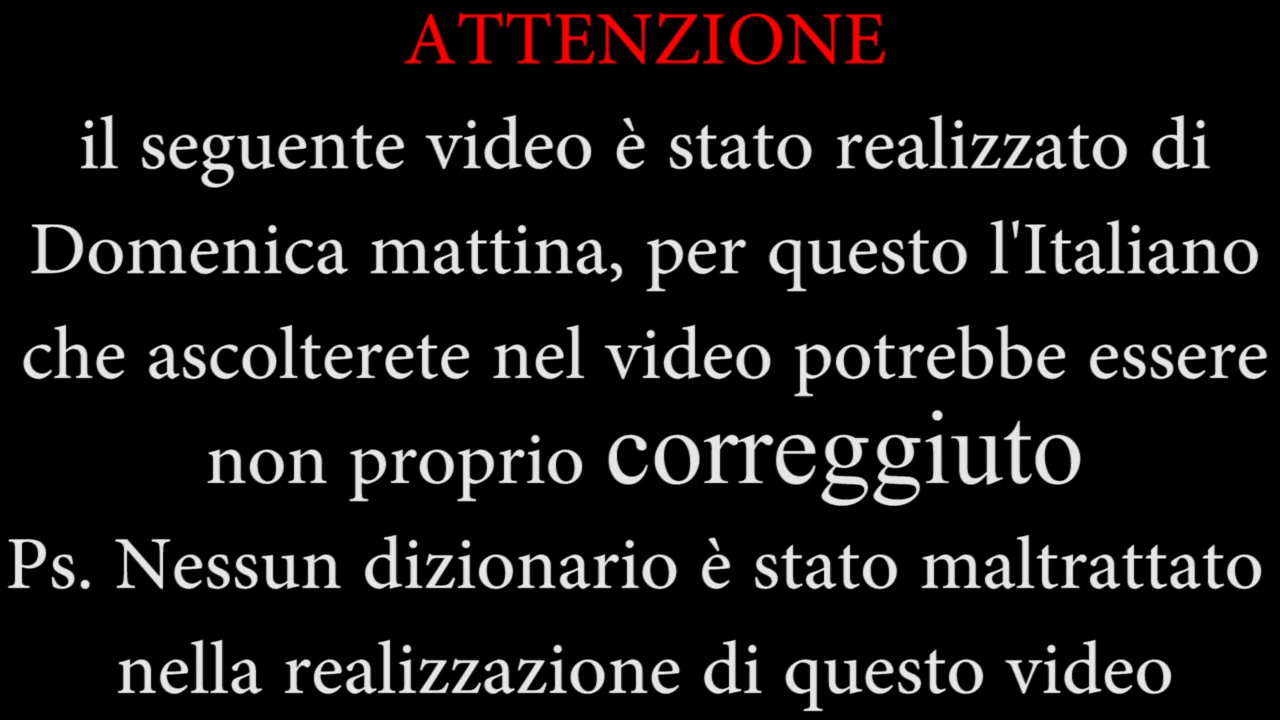 ATTENZIONE
il seguente video è stato realizzato di
Domenica mattina, per questo l'Italiano
che ascolterete nel video potrebbe essere
non proprio correggiuto
Ps. Nessun dizionario è stato maltrattato
nella realizzazione di questo video